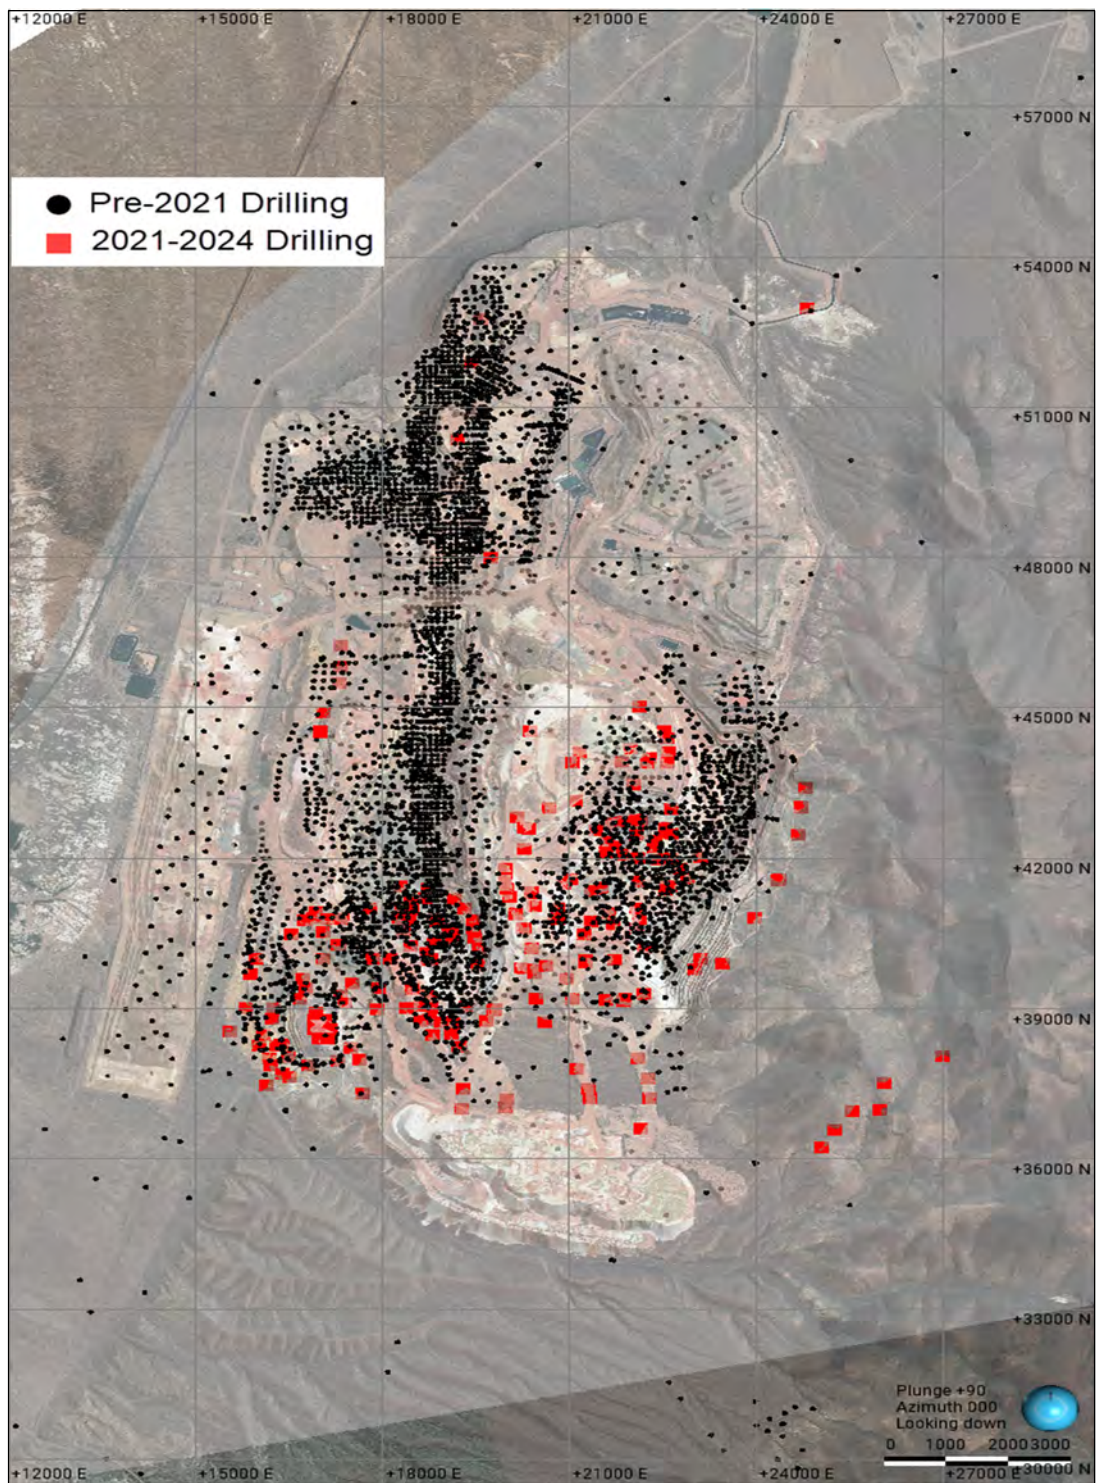 +12000 E +15000 E +18000 E +21000 E +24000 E +27000 E
+57000 N
Pre-2021 Drilling
2021-2024 Drilling
+54000 N
+51000 N
+48000 N
+45000 N
+42000 N
+39000 N
+36000 N
+33000 N
Plunge +90
Azimuth 000
Looking down
0 1000 2000 3000
+12000 E +15000 E +18000 E +21000 E +24000 E +27000 E +30000 N